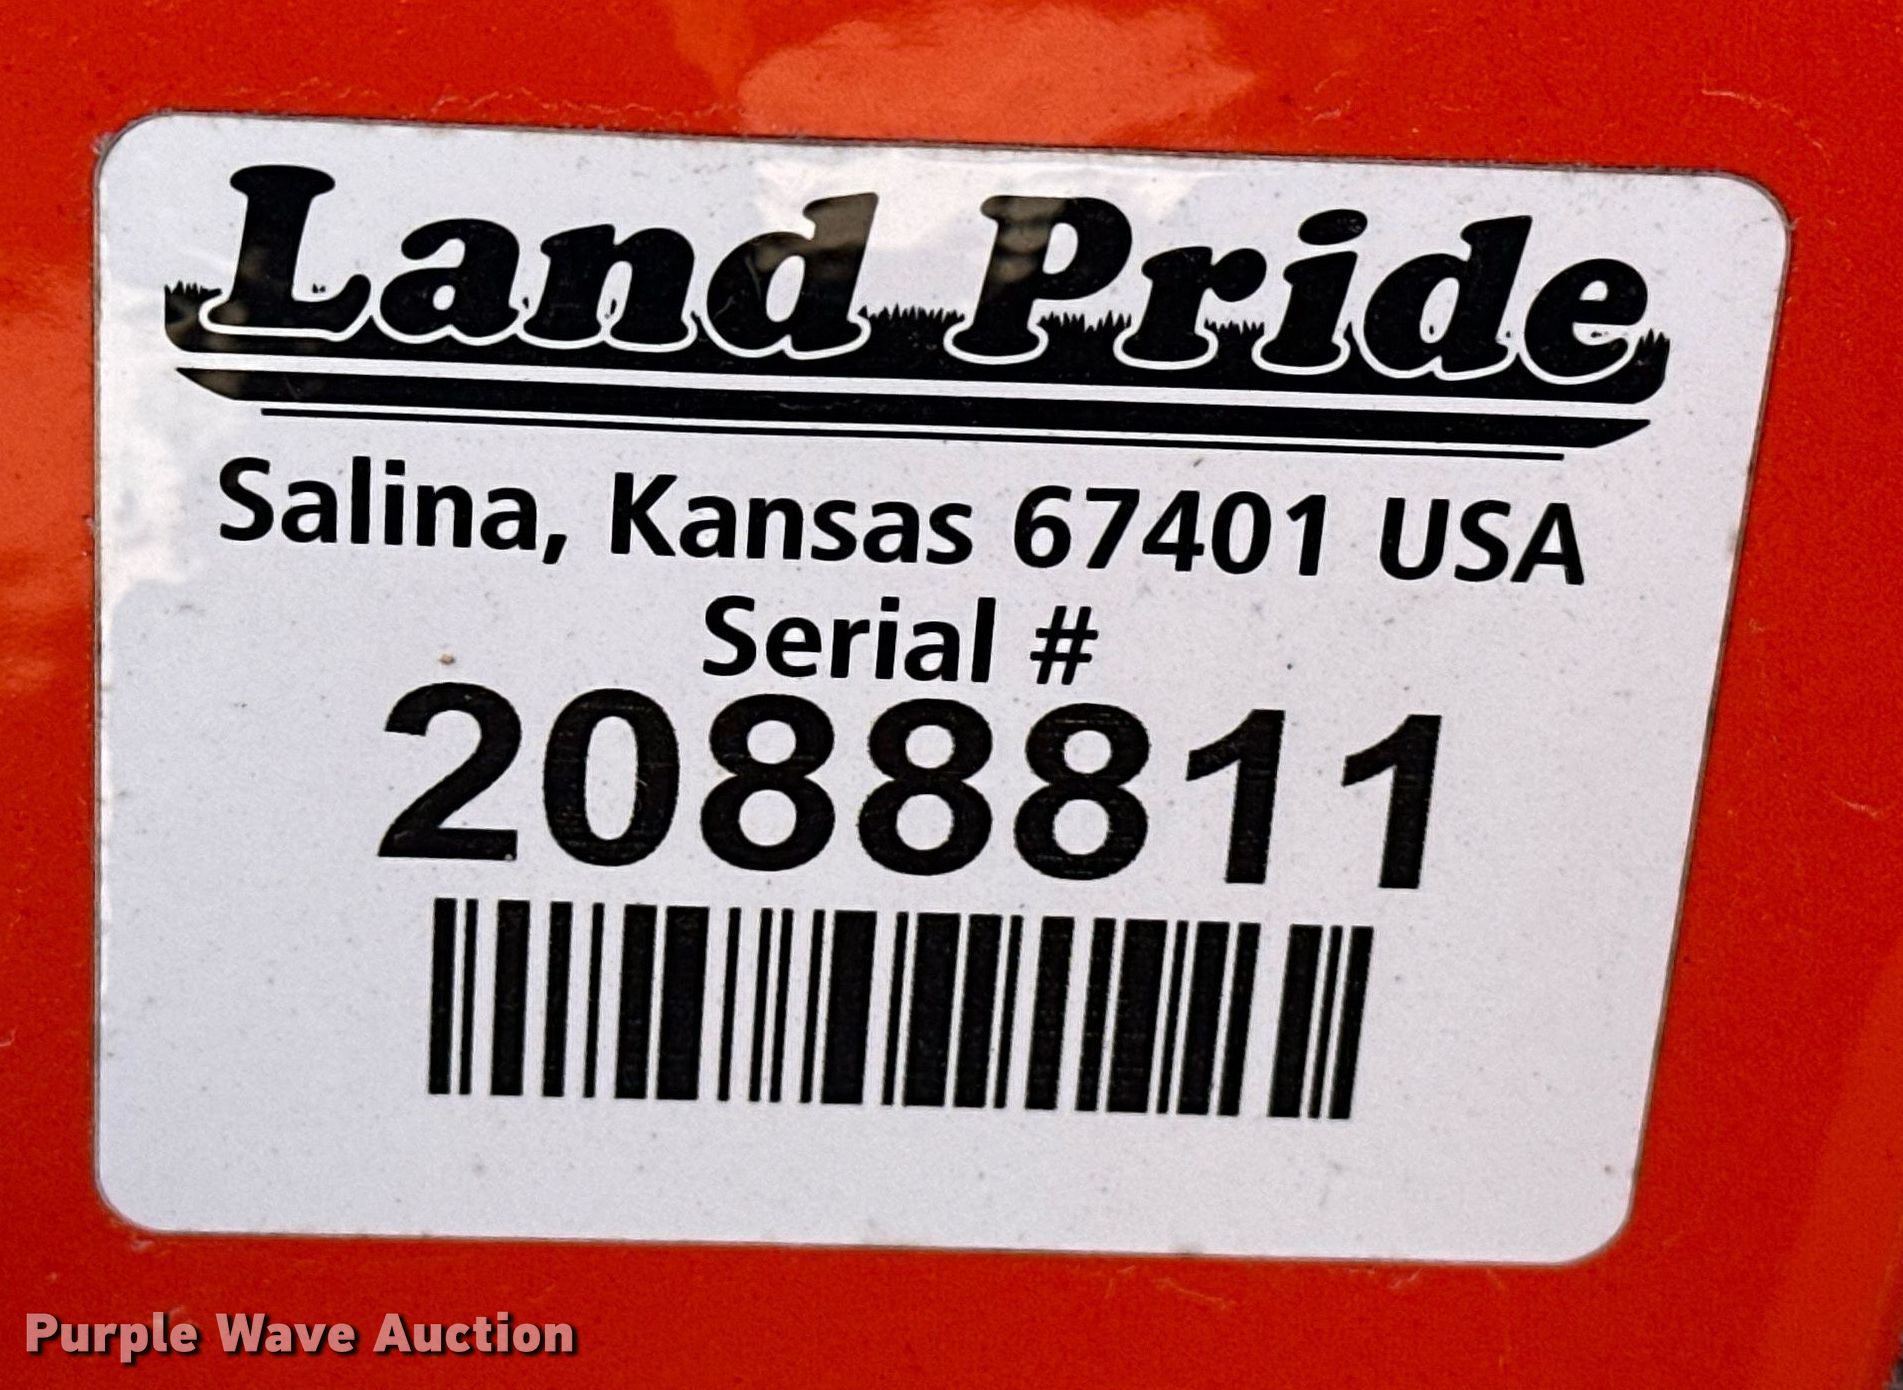 Land Pride
Salina, Kansas 67401 USA
Serial #
2088811
Purple Wave Auction